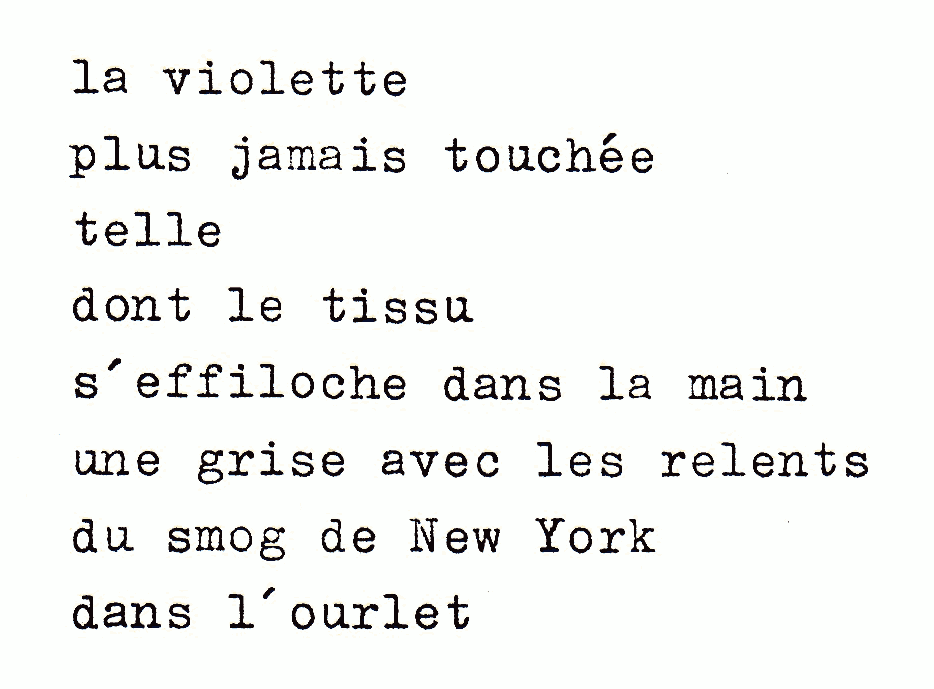 la violette
plus jamais touchée
telle
dont le tissu
s´effiloche dans la main
une grise avec les relents
du smog de New York
dans l´ourlet